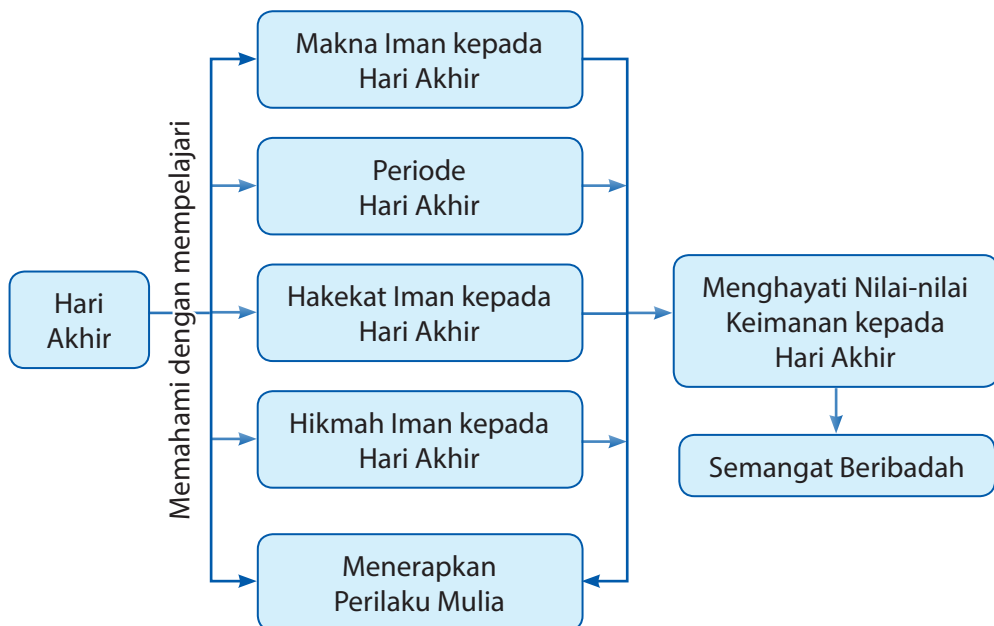 Hari
Akhir
Memahami dengan mempelajari
Makna Iman kepada
Hari Akhir
Periode
Hari Akhir
Hakekat Iman kepada
Hari Akhir
Hikmah Iman kepada
Hari Akhir
Menerapkan
Perilaku Mulia
Menghayati Nilai-nilai
Keimanan kepada
Hari Akhir
Semangat Beribadah